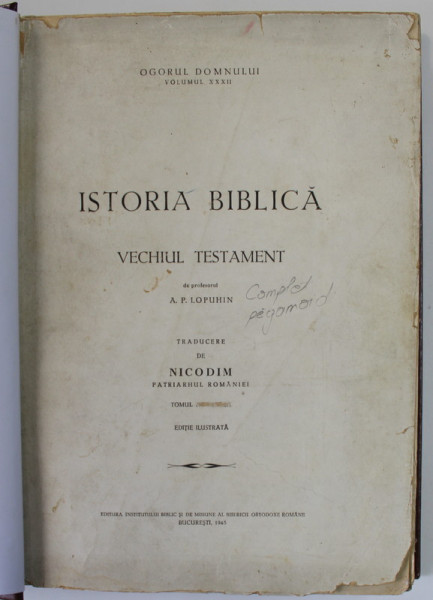 OGORUL DOMNULUI
VOLUMUL XXXII
ISTORIA BIBLICĂ
VECHIUL TESTAMENT
de profesorul
A. P. LOPUHIN
Complet
TRADUCERE
DE
NICODIM
PATRIARHUL ROMÂNIEI
TOMUL
EDIȚIE ILUSTRATĂ
EDITURA INSTITUTULUI BIBLIC ȘI DE MISIUNE AL BISERICII ORTODOXE ROMÂNE
BUCUREȘTI,